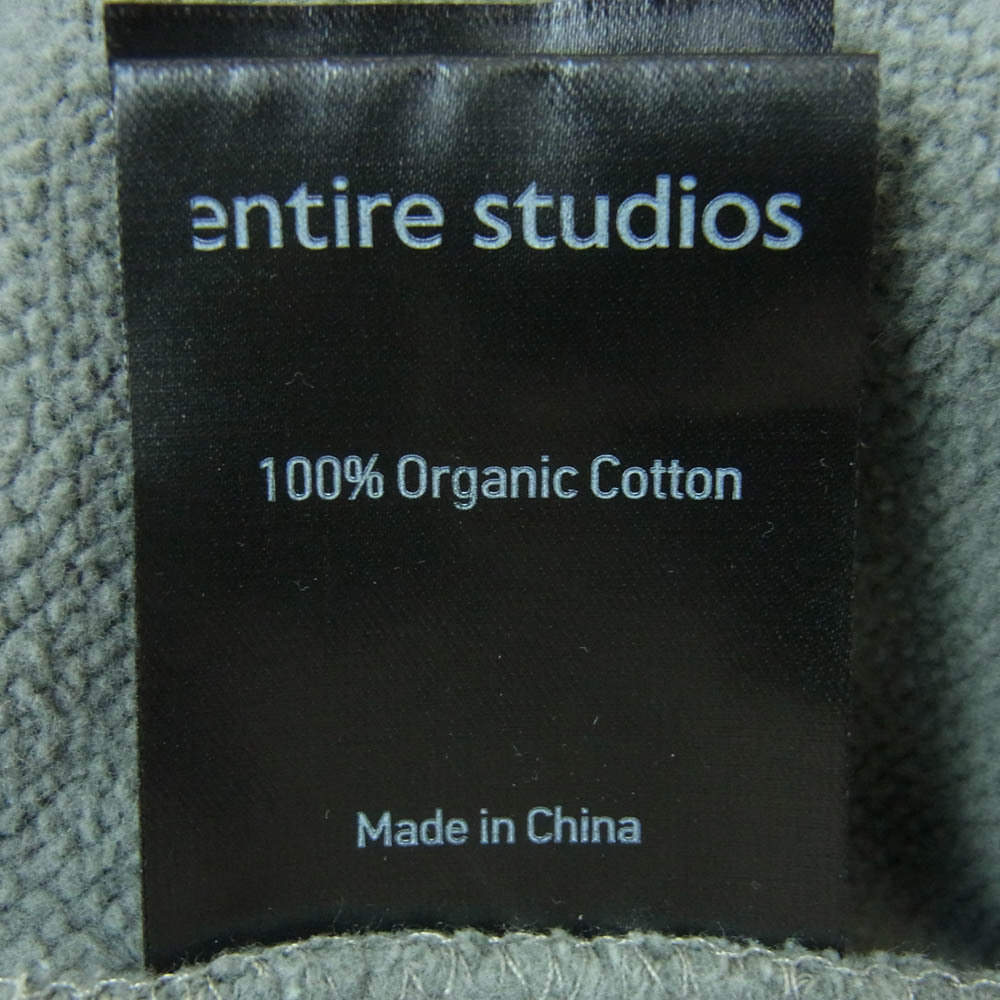 entire studios
100% Organic Cotton
Made in China